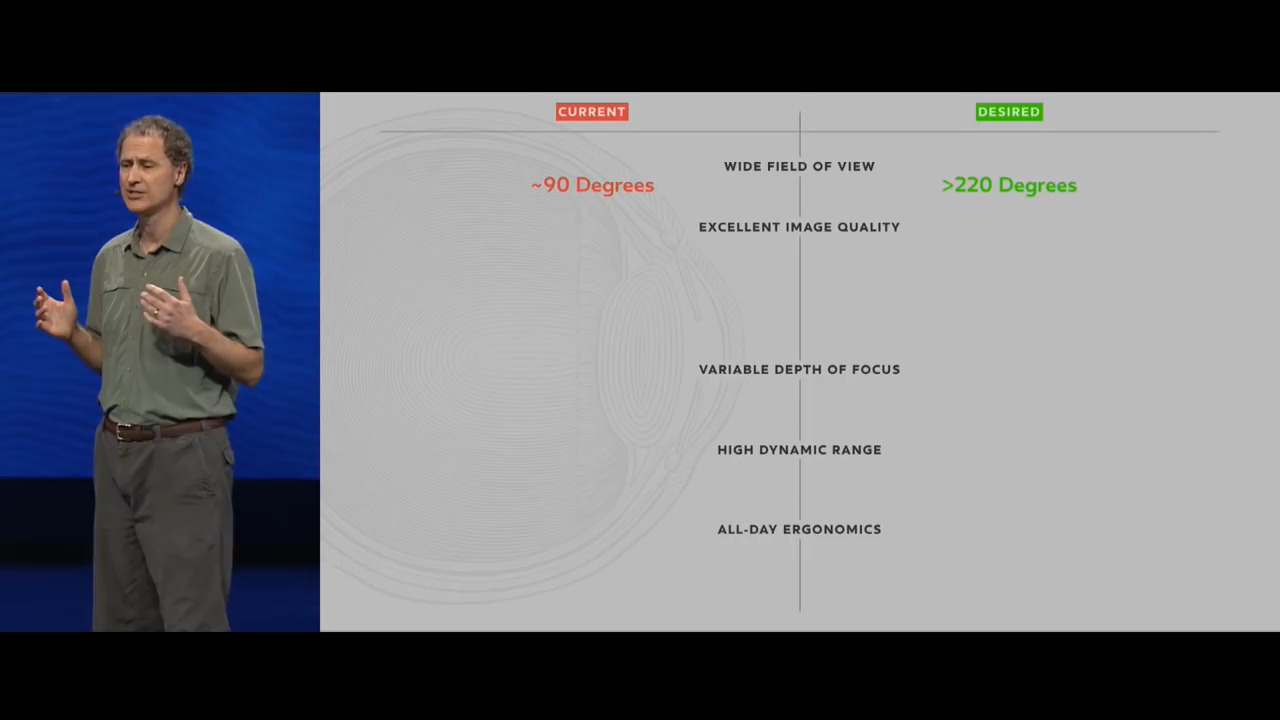 CURRENT
DESIRED
WIDE FIELD OF VIEW
~90 Degrees
>220 Degrees
EXCELLENT IMAGE QUALITY
VARIABLE DEPTH OF FOCUS
HIGH DYNAMIC RANGE
ALL-DAY ERGONOMICS